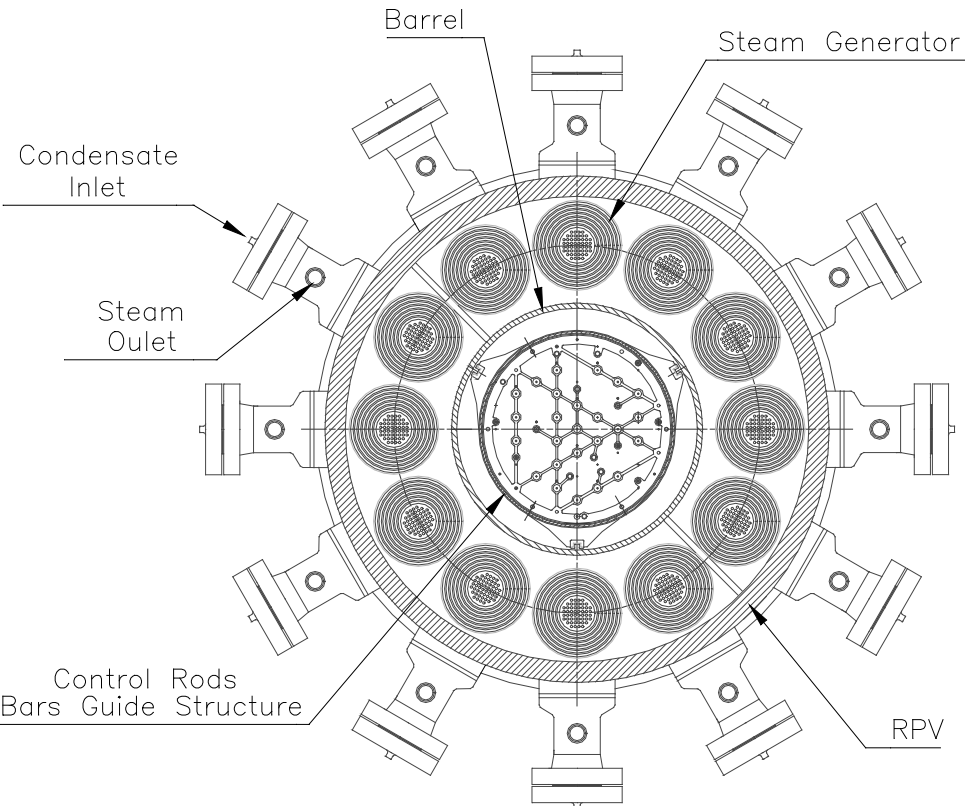 Barrel
Steam Generator
Condensate
Inlet
Steam
Oulet
Control Rods
Bars Guide Structure
RPV